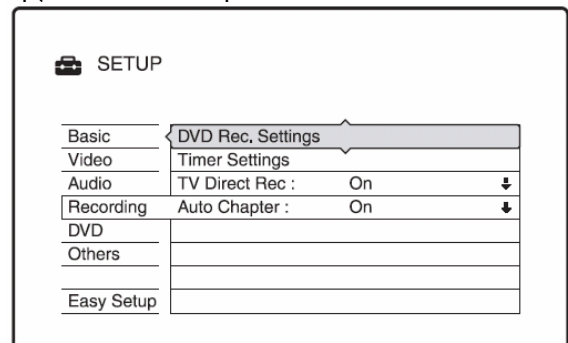 SETUP
Basic DVD Rec. Settings
Video Timer Settings
Audio TV Direct Rec : On
Recording Auto Chapter : On
DVD
Others
Easy Setup